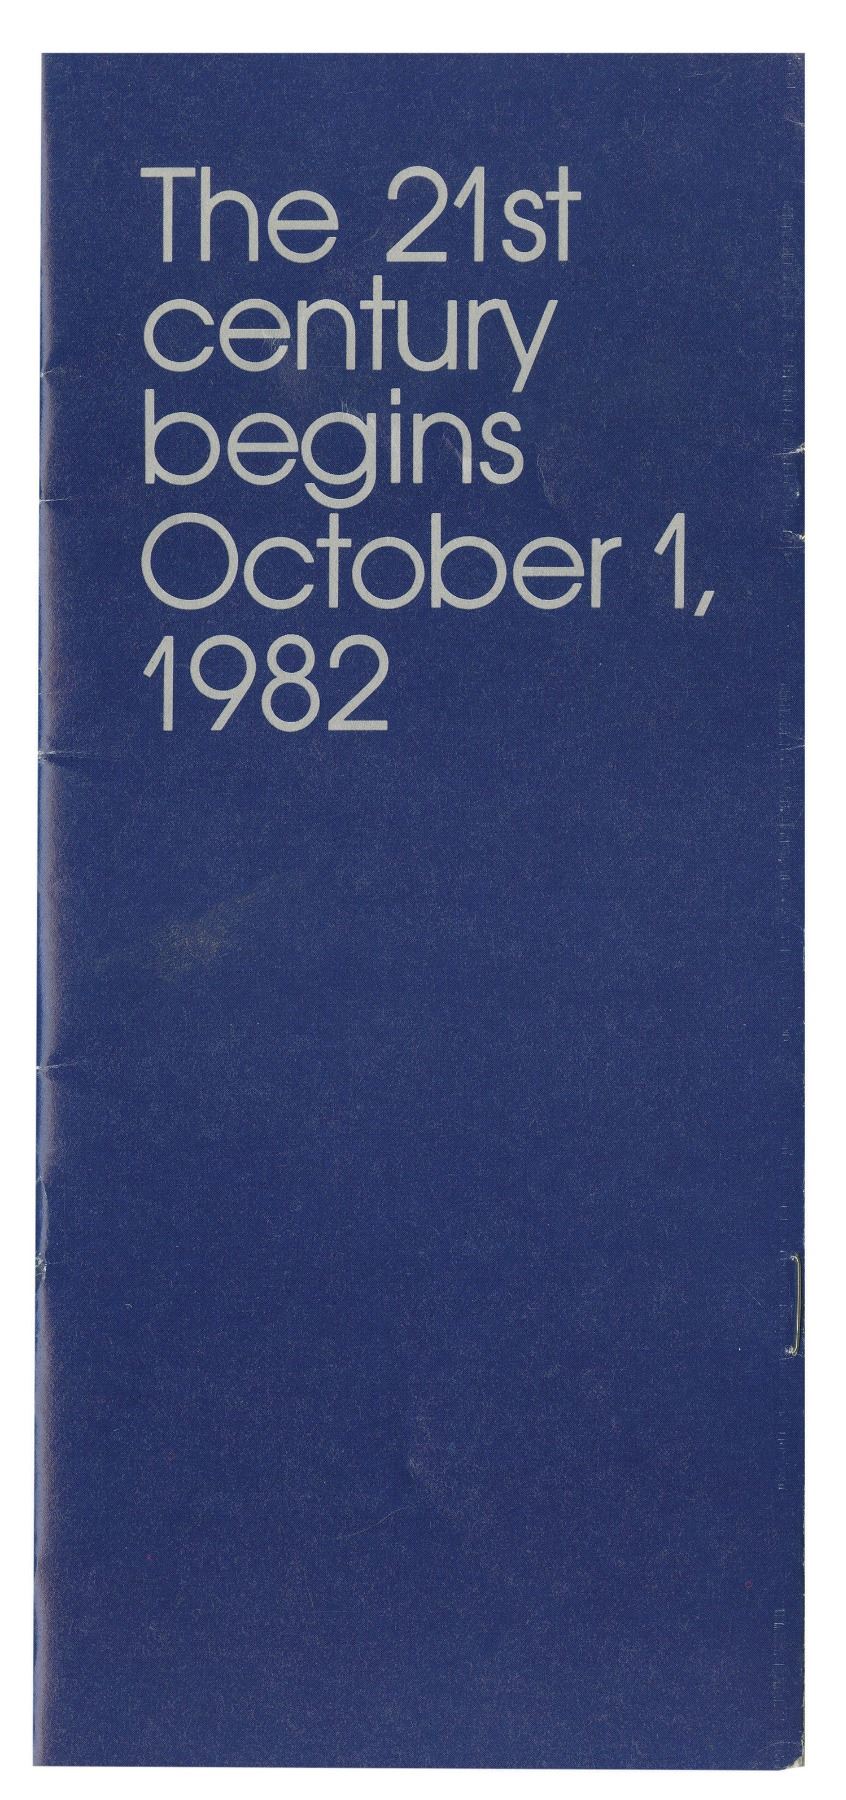 The 21st
century
begins
October 1,
1982